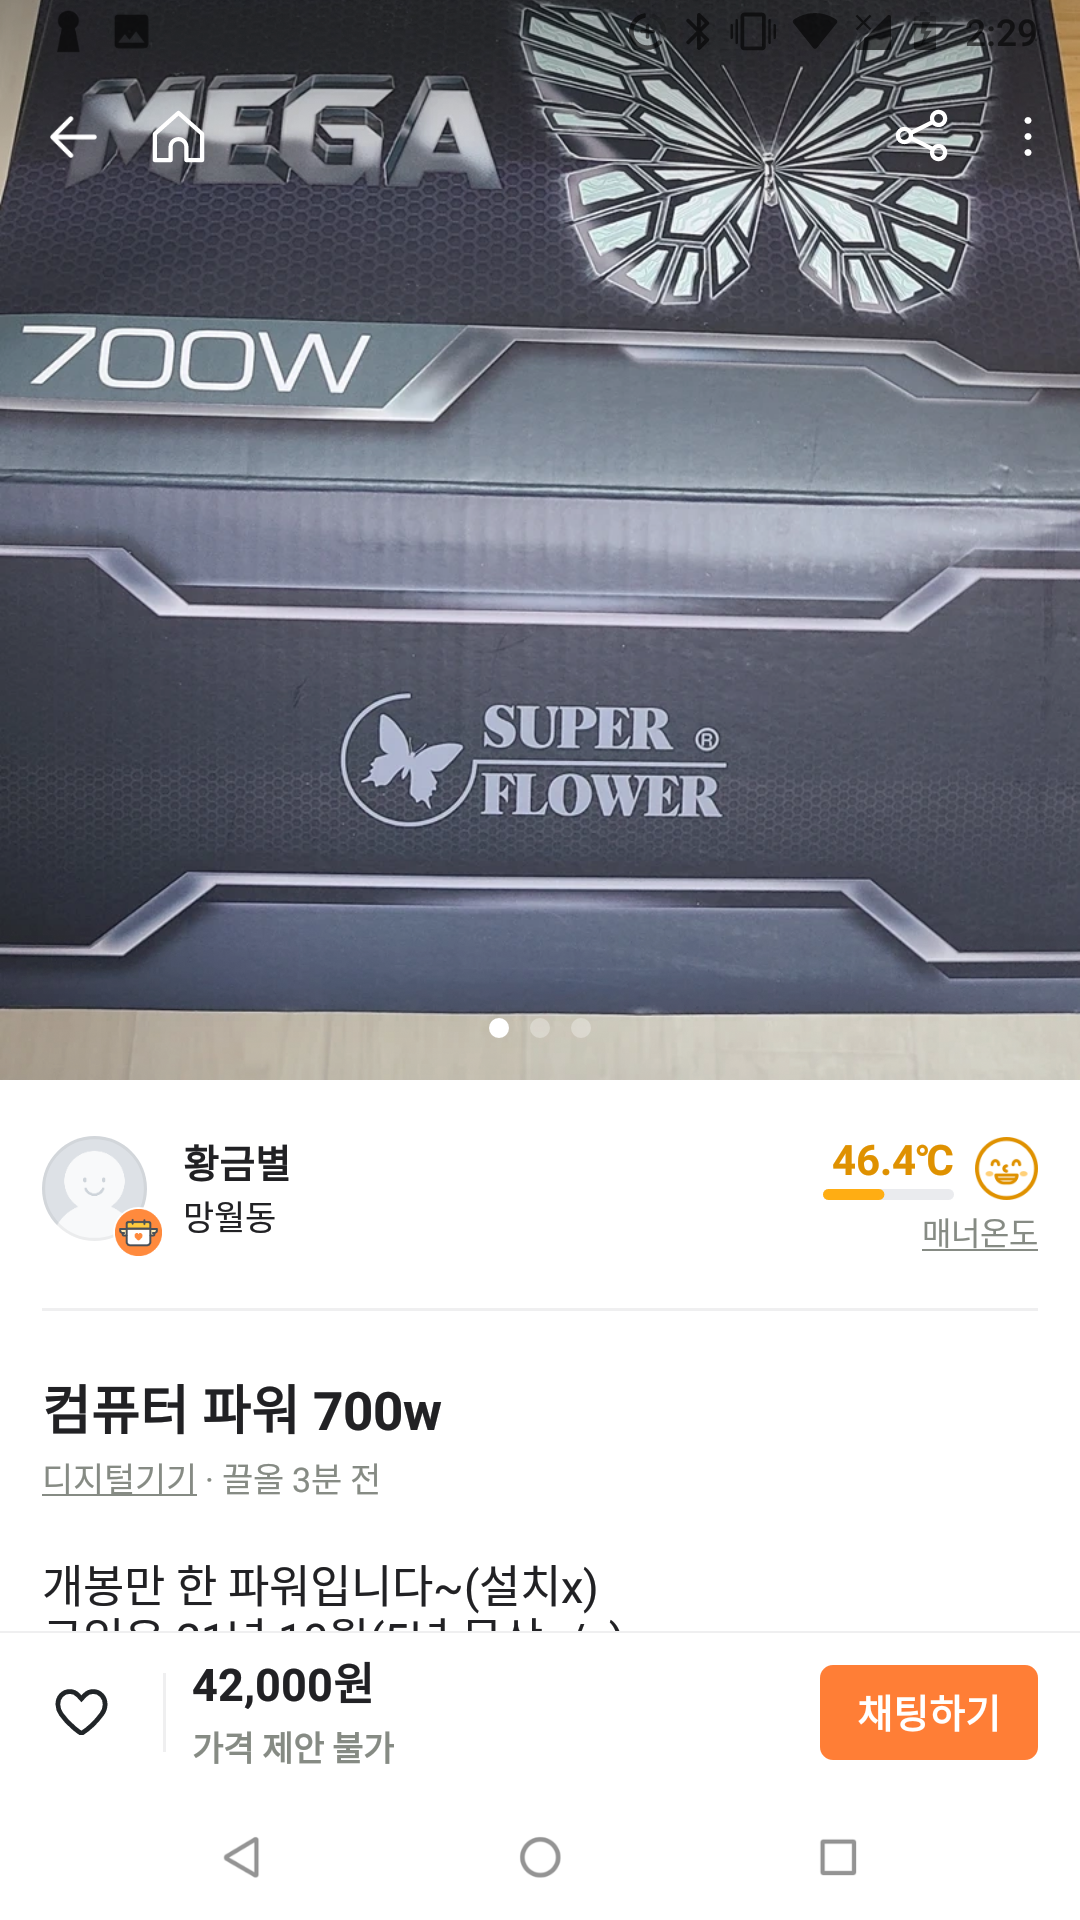 2:29
MEGA
700W
SUPER ®
FLOWER
황금별
망월동
46.4℃
매너온도
컴퓨터 파워 700w
디지털기기 · 끌올 3분 전
개봉만 한 파워입니다~(설치x)
42,000원
가격 제안 불가
채팅하기